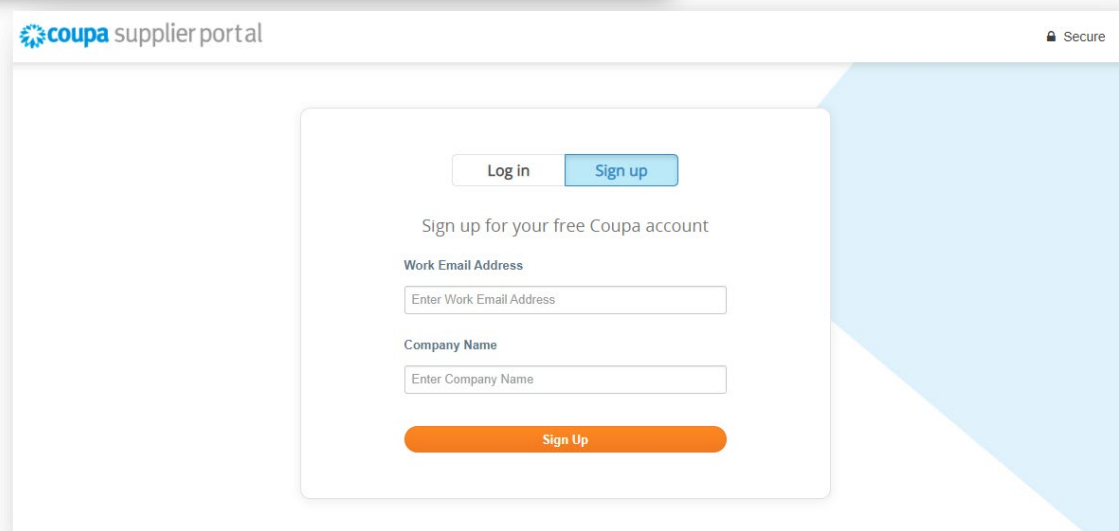 coupa supplier portal
Secure
Log in
Sign up
Sign up for your free Coupa account
Work Email Address
Enter Work Email Address
Company Name
Enter Company Name
Sign Up